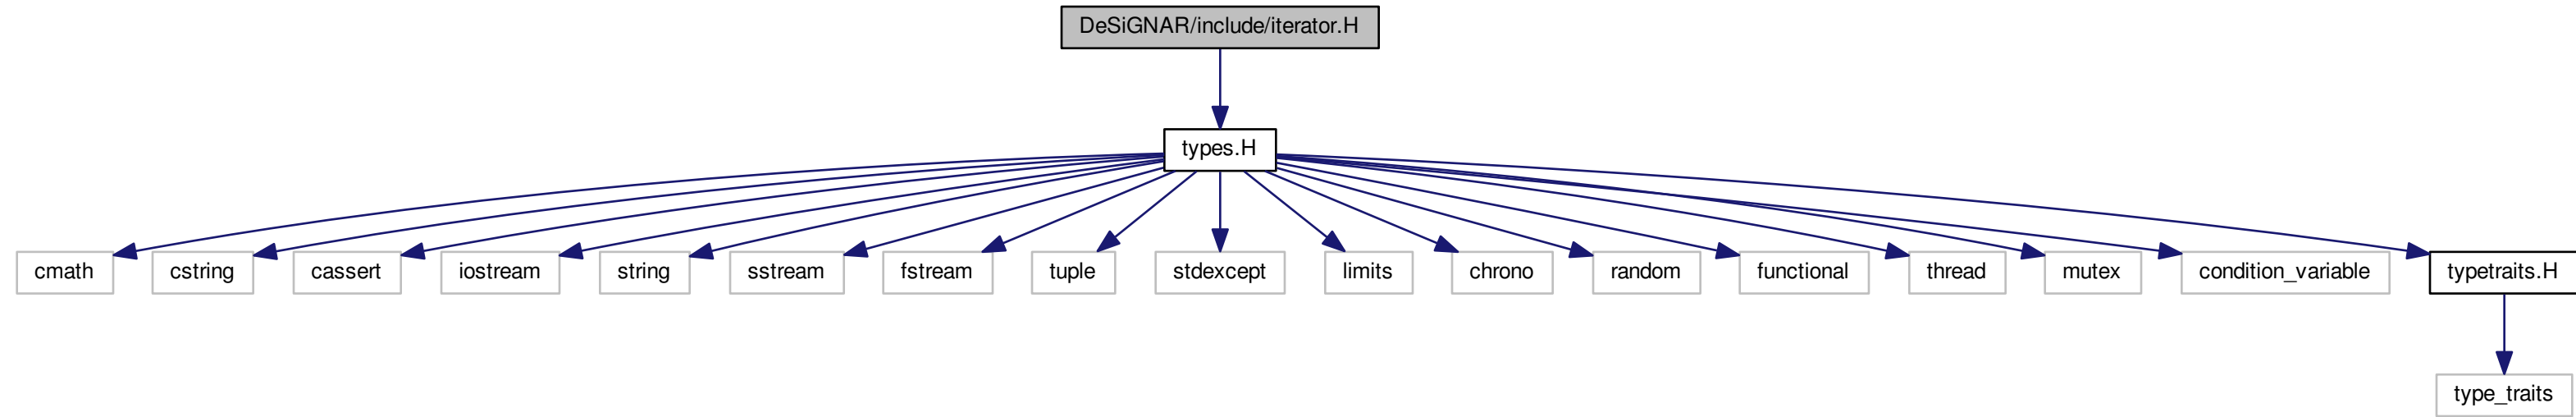 DeSiGNAR/include/iterator.H
types.H
cmath
cstring
cassert
iostream
string
sstream
fstream
tuple
stdexcept
limits
chrono
random
functional
thread
mutex
condition_variable
typetraits.H
type_traits